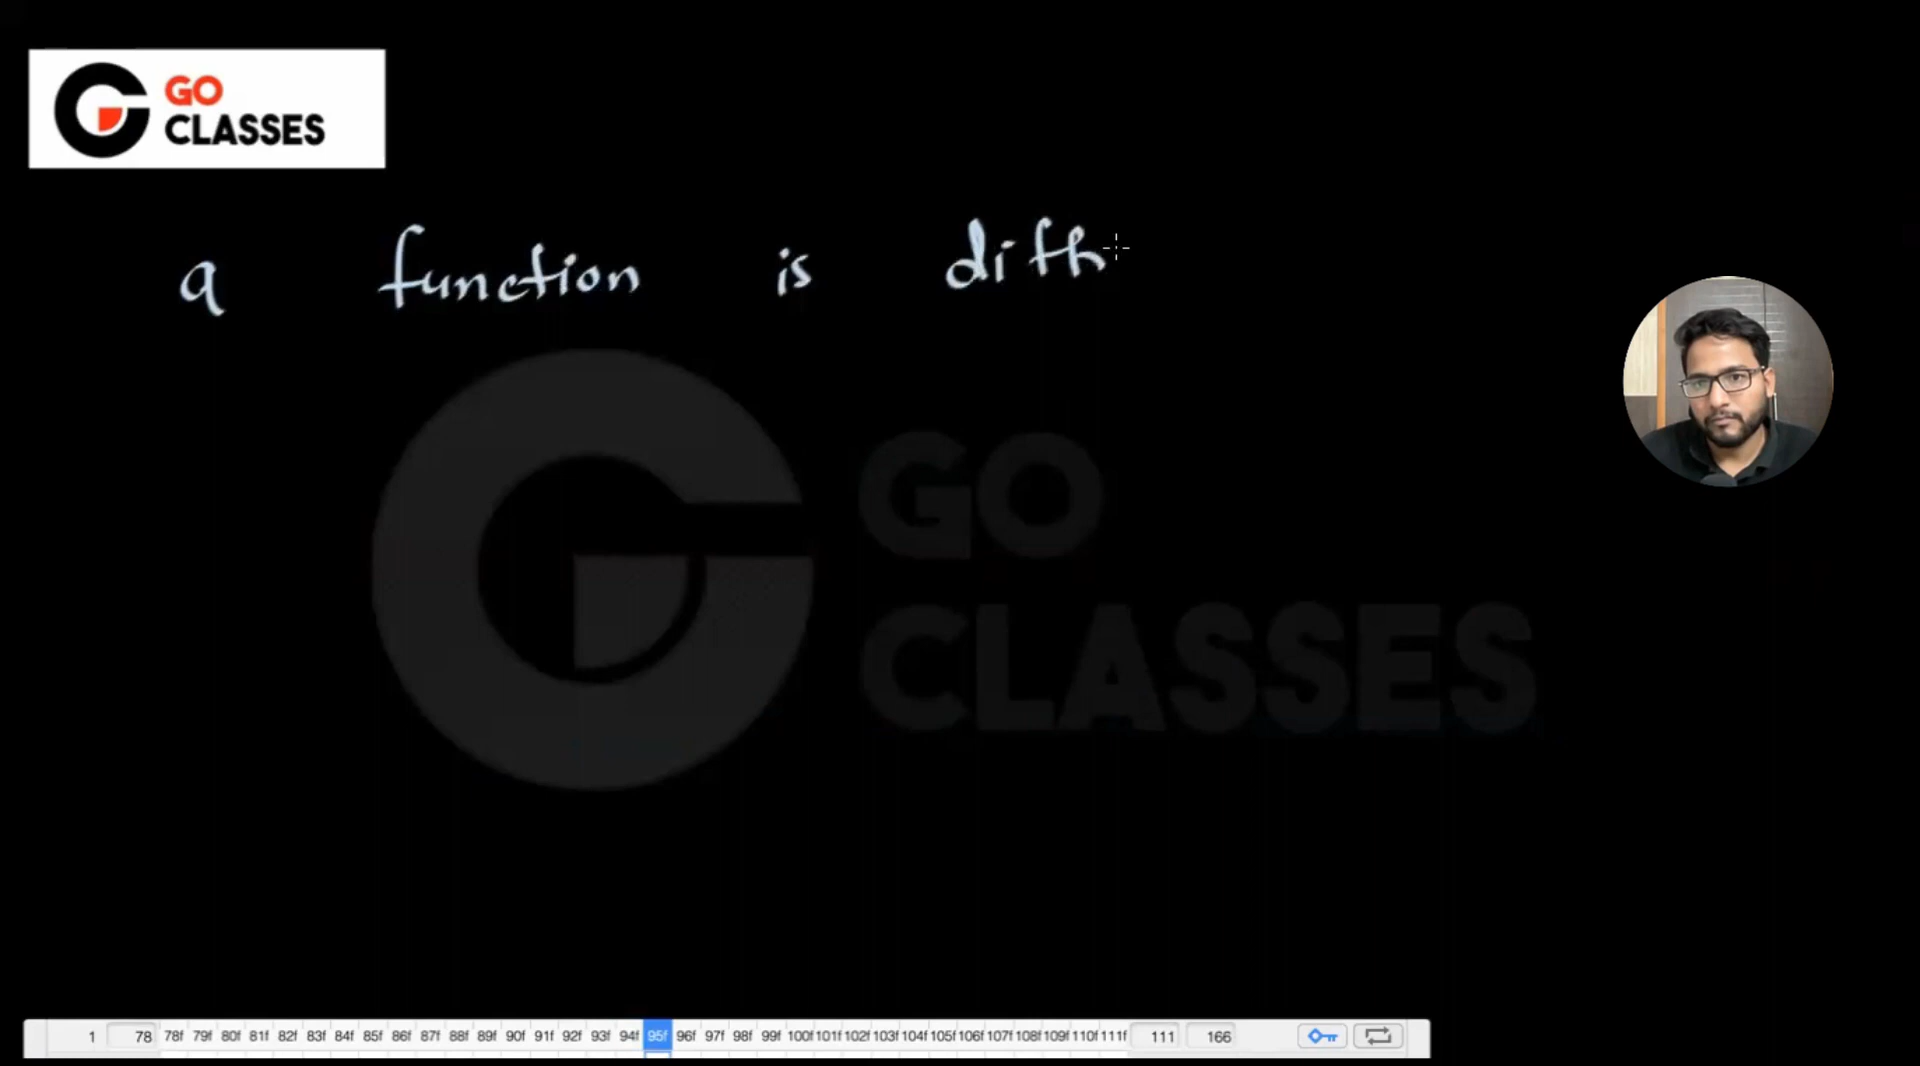 GO
CLASSES
a function is diff
GO
CLASSES
1 78 78f 79f 80f 81f 82f 83f 84f 85f 86f 87f 88f 89f 90f 91f 92f 93f 94f 95f 96f 97f 98f 99f 100f 101f 102f 103f 104f 105f 106f 107f 108f 109f 110f 111f 111 166